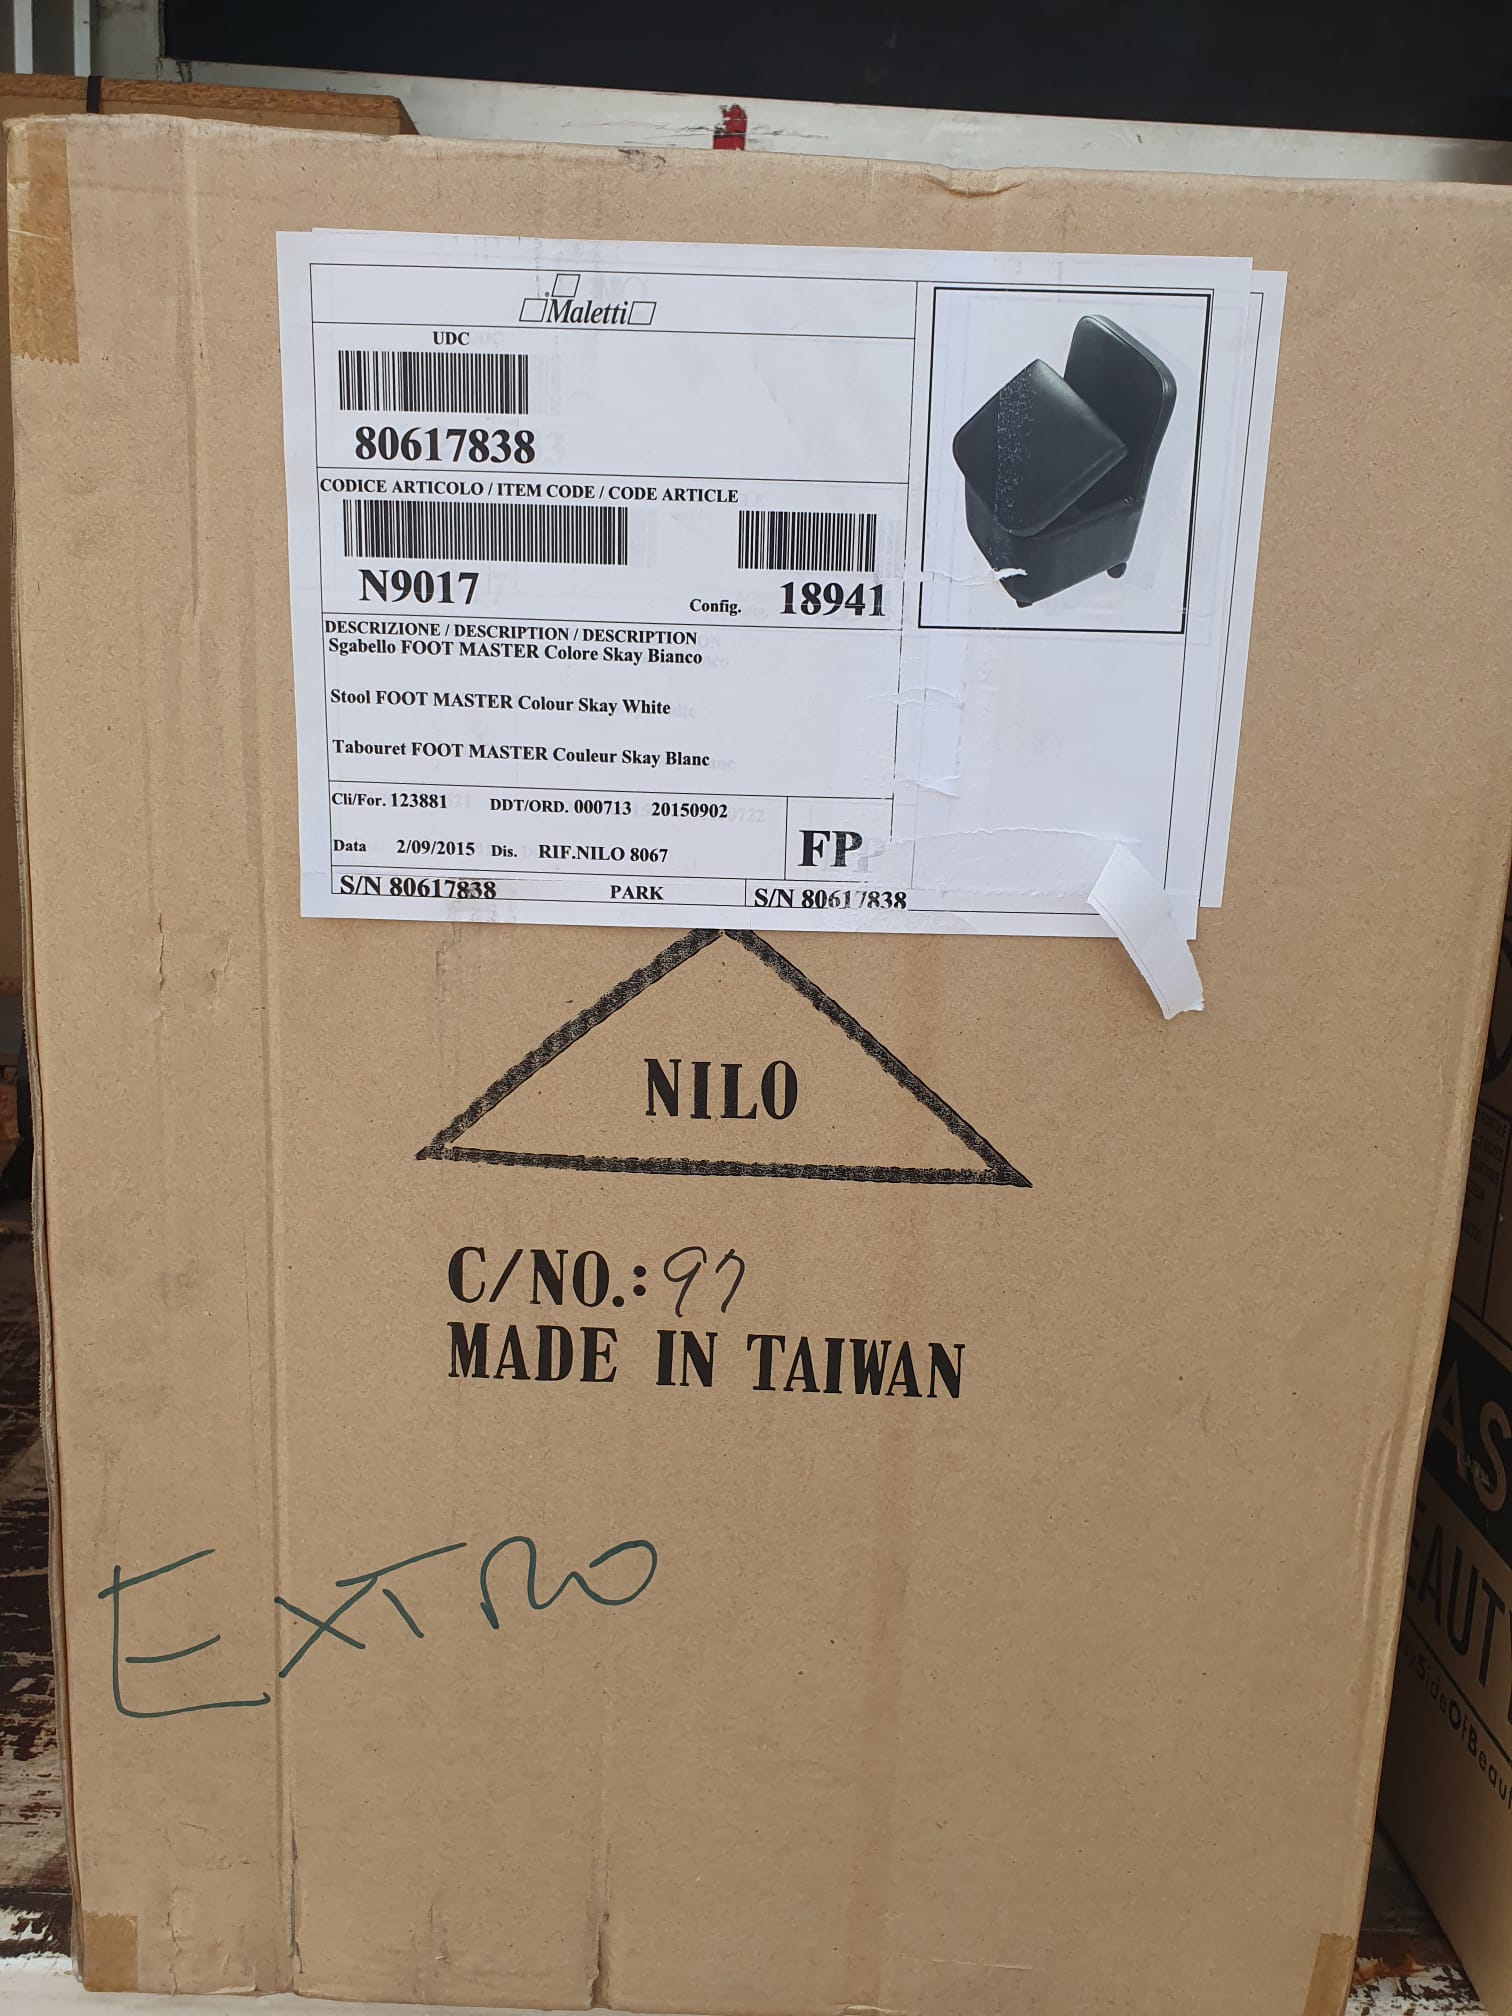 Maletti
UDC
80617838
CODICE ARTICOLO / ITEM CODE / CODE ARTICLE
N9017 Config. 18941
DESCRIZIONE / DESCRIPTION / DESCRIPTION
Sgabello FOOT MASTER Colore Skay Bianco
Stool FOOT MASTER Colour Skay White
Tabouret FOOT MASTER Couleur Skay Blanc
Cli/For. 123881 DDT/ORD. 000713 20150902
Data 2/09/2015 Dis. RIF.NILO 8067
FP
S/N 80617838 PARK S/N 80617838
NILO
C/NO.: 97
MADE IN TAIWAN
EXTRO
AS
EAUTY
SideOfBeau